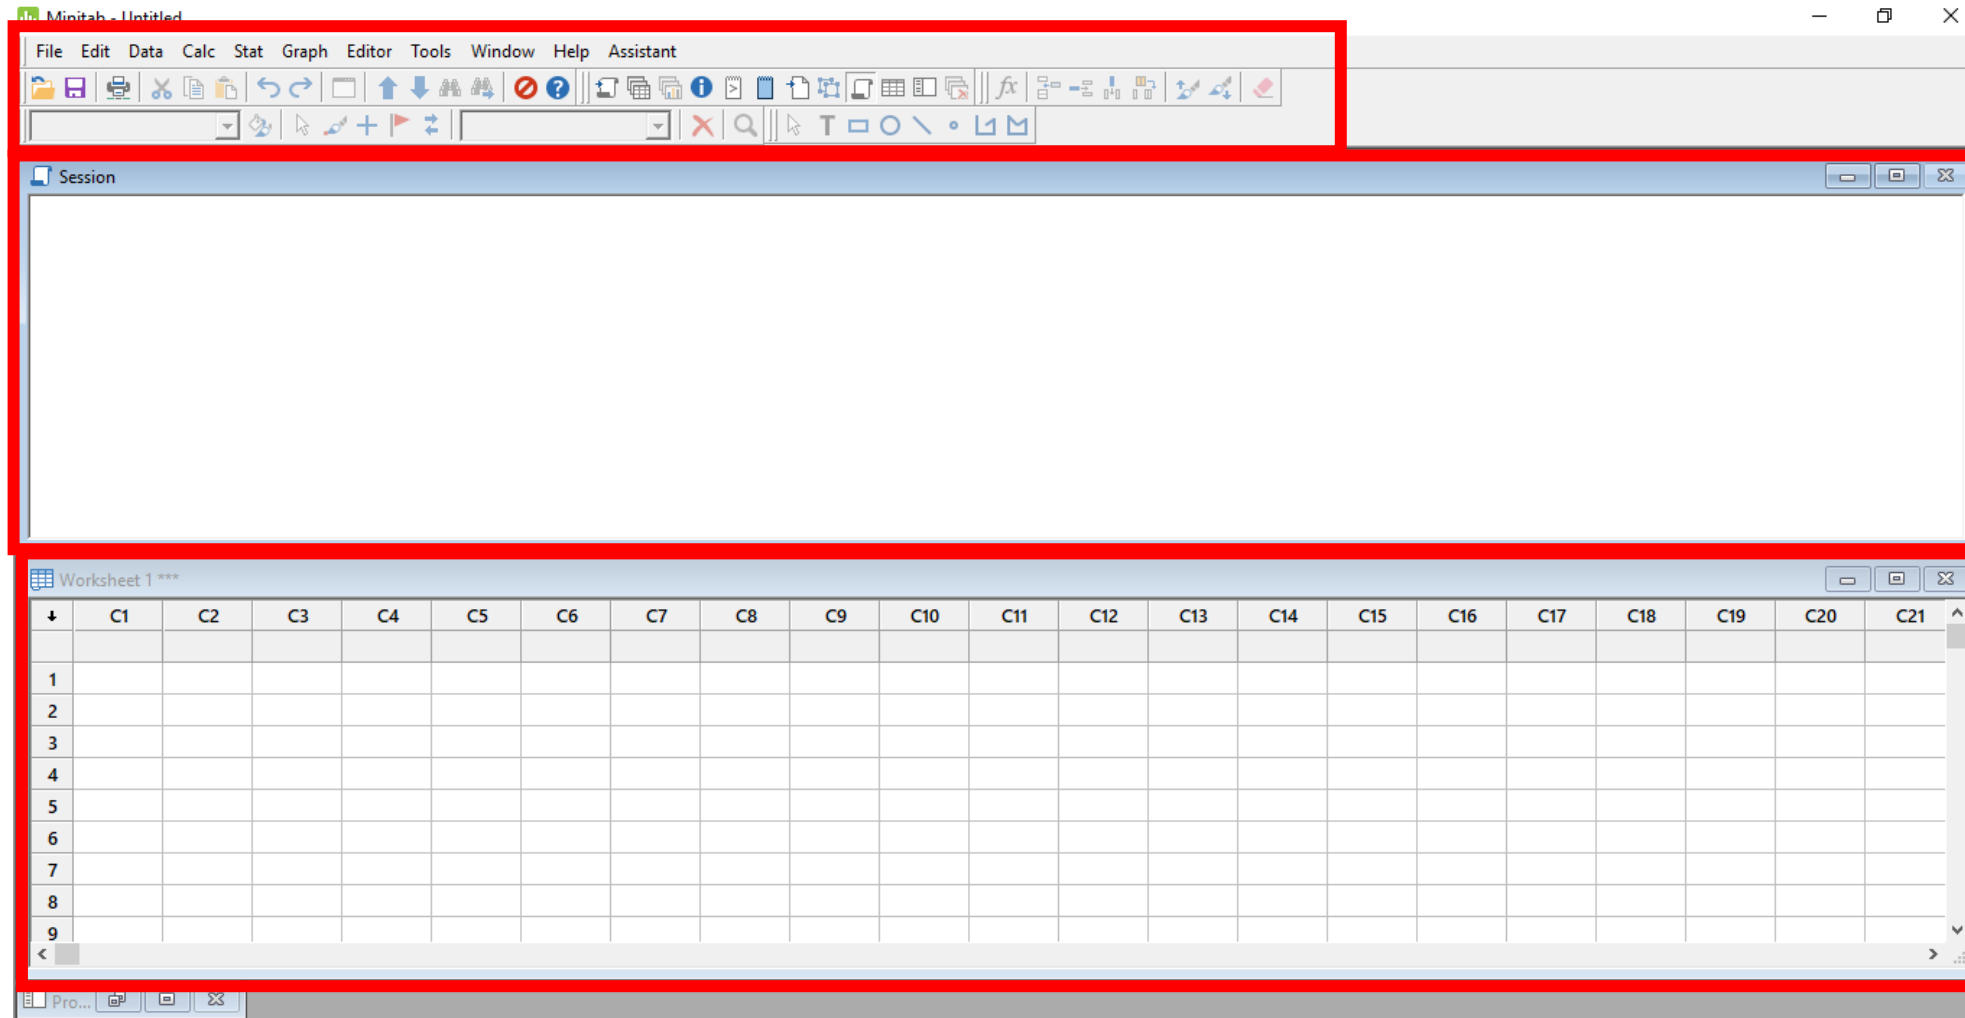 Minitab - Untitled
File Edit Data Calc Stat Graph Editor Tools Window Help Assistant
fx
T
Session
Worksheet 1 ***
C1 C2 C3 C4 C5 C6 C7 C8 C9 C10 C11 C12 C13 C14 C15 C16 C17 C18 C19 C20 C21
1
2
3
4
5
6
7
8
9
Pro...